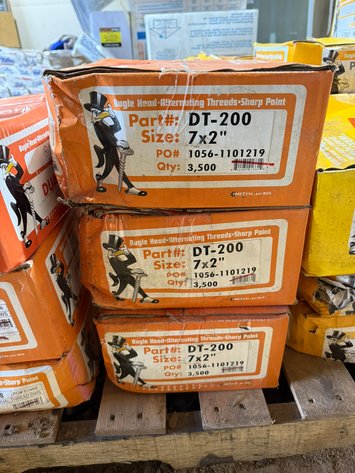 Bugle Head-Alternating Threads-Sharp Point
Part#: DT-200
Size: 7x2"
PO# 1056-1101219
Qty: 3,500
Bugle Head-Alternating Threads-Sharp Point
Part#: DT-200
Size: 7x2"
PO# 1056-1101219
Qty: 3,500
Bugle Head-Alternating Threads-Sharp Point
Part#: DT-200
Size: 7x2"
PO# 1056-1101219
Qty: 3,500